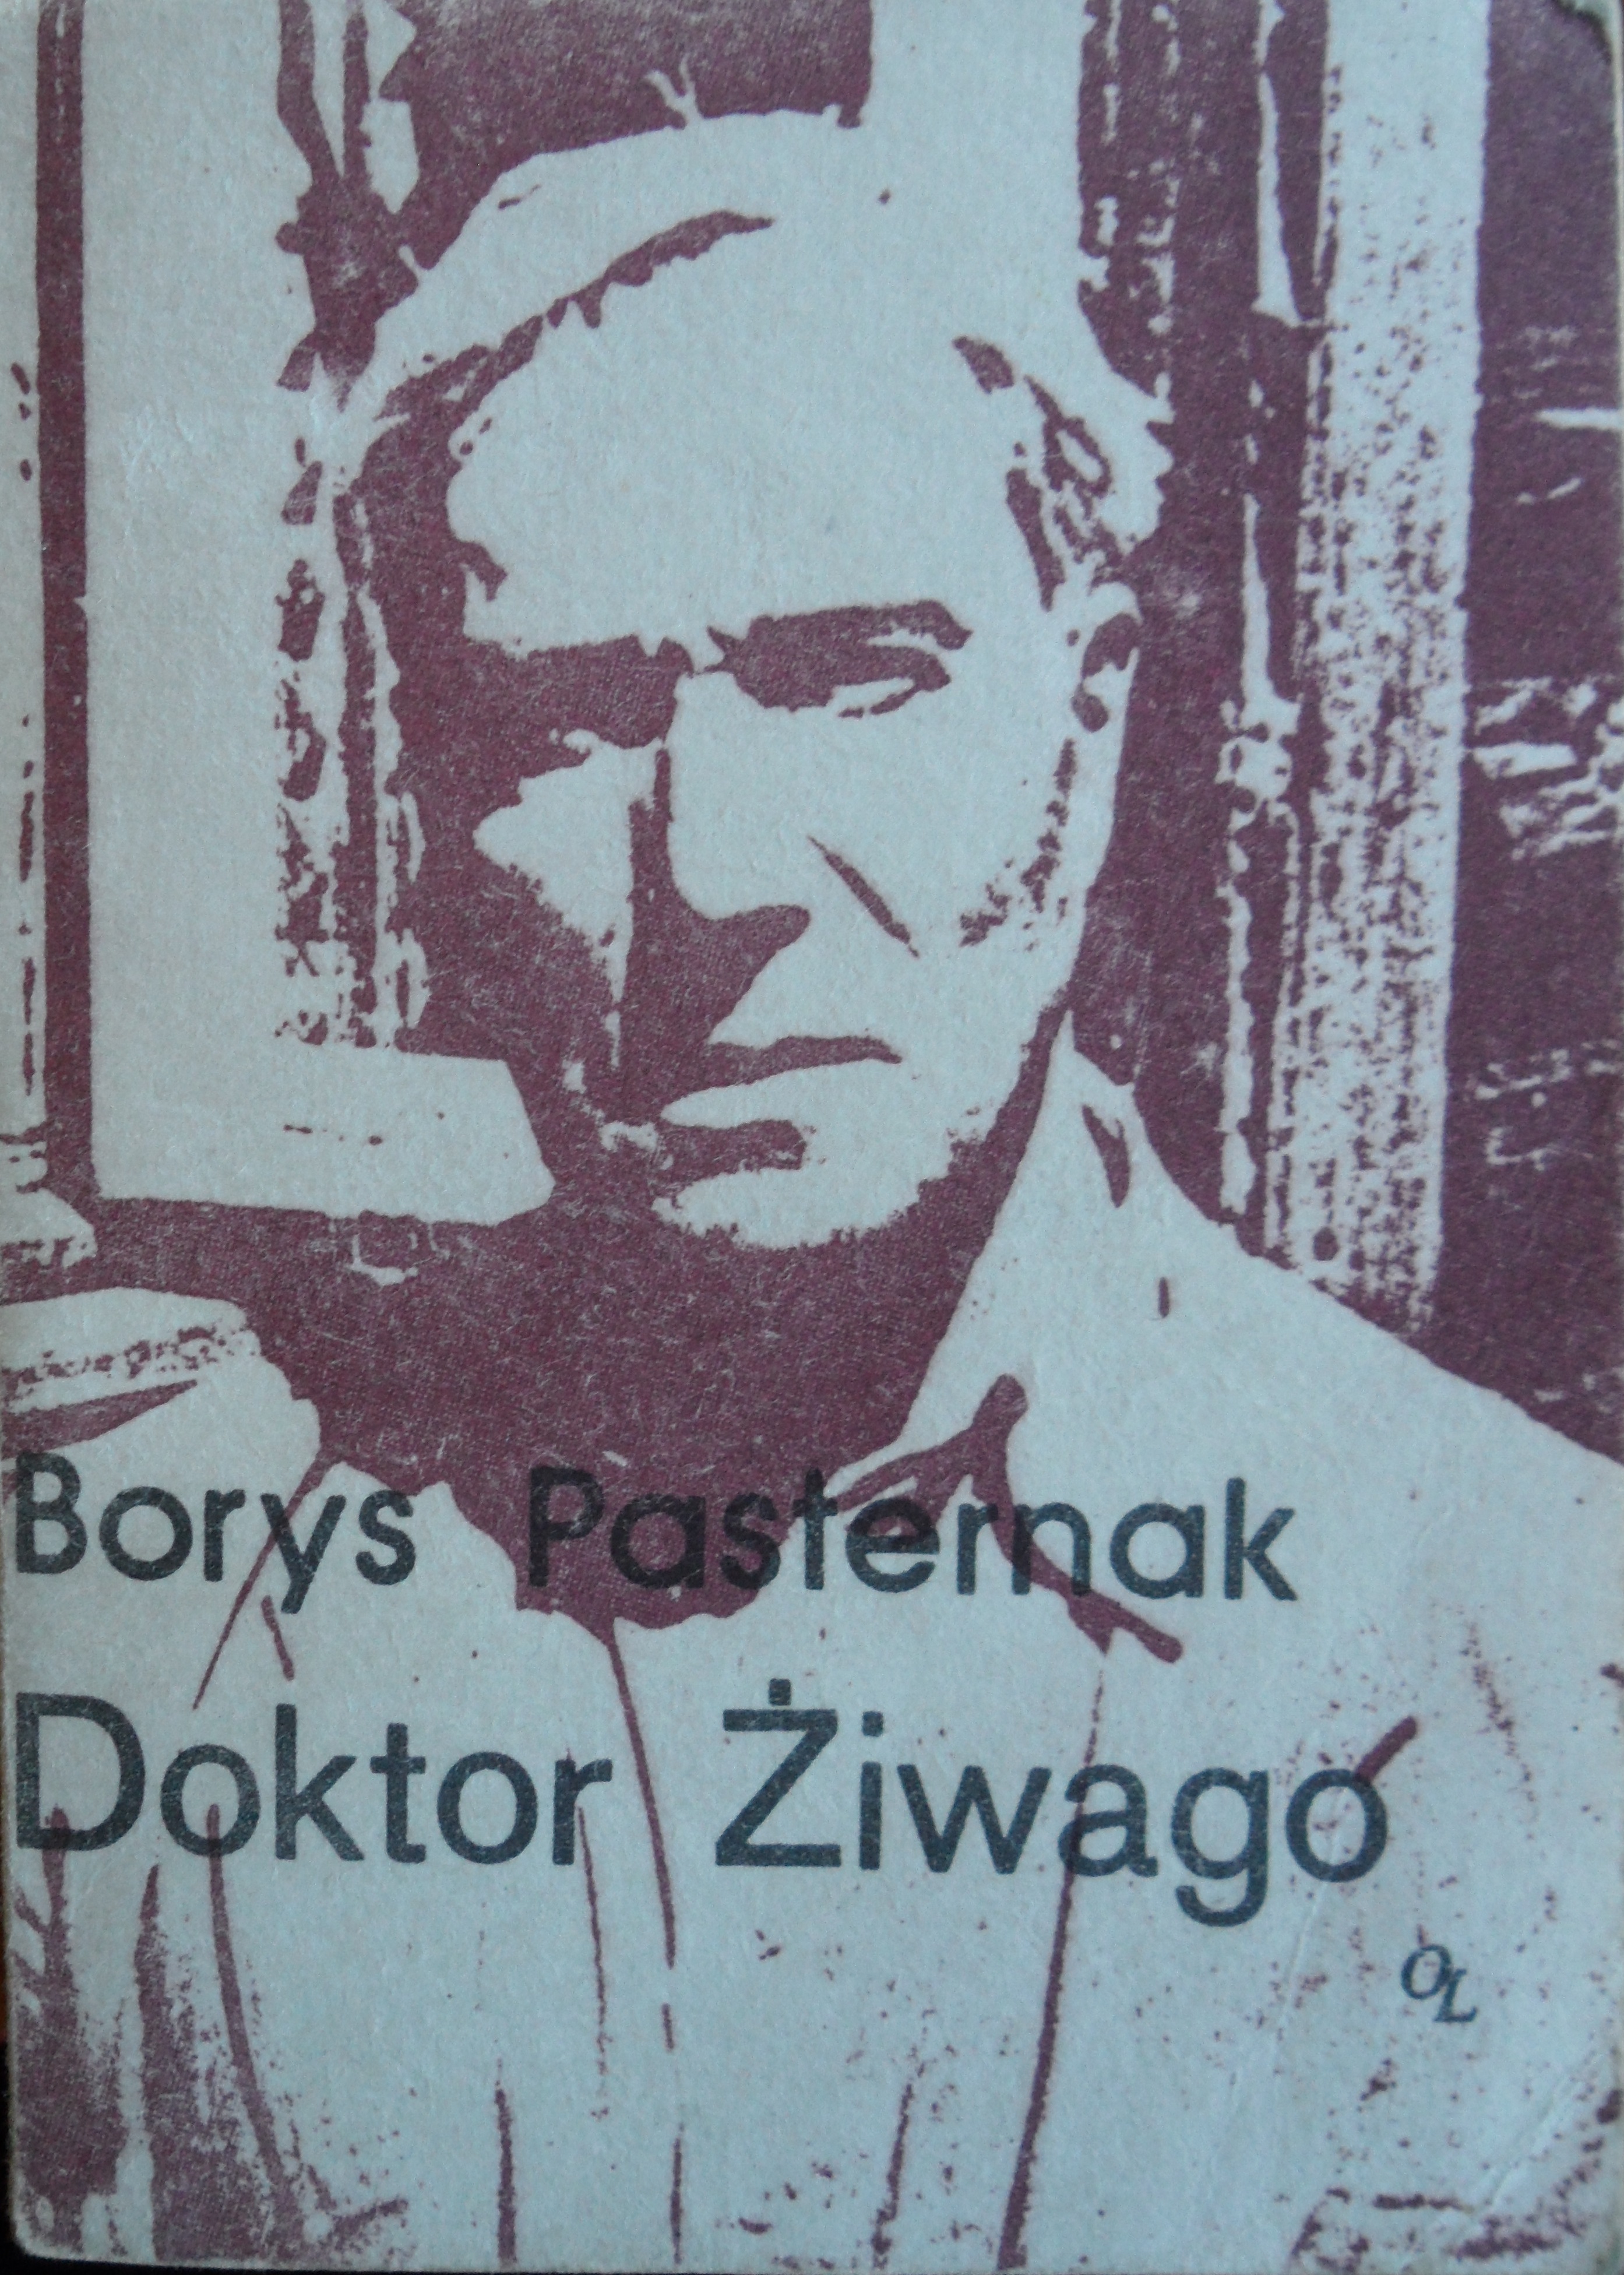 Borys Pasternak
Doktor Żiwago
OL